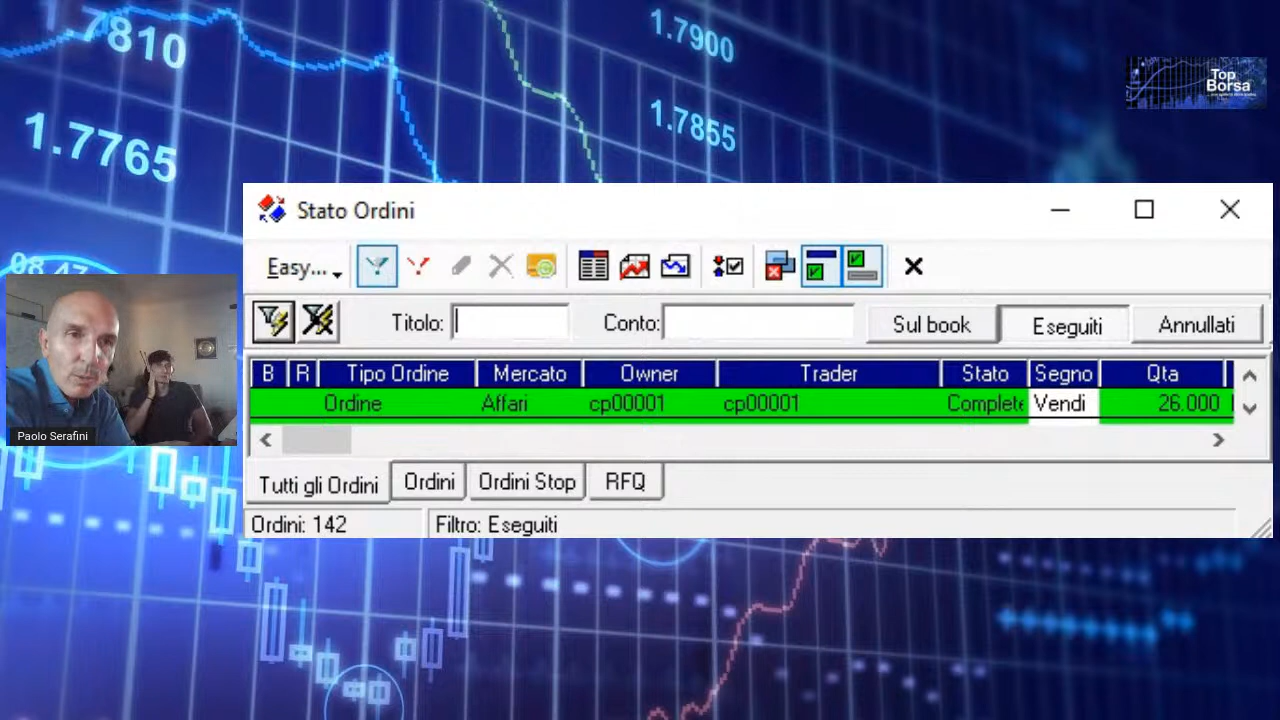 1.7810
1.7900
1.7765
1.7855
Top
Borsa
Stato Ordini
Easy...
Titolo:
Conto:
Sul book
Eseguiti
Annullati
B R Tipo Ordine Mercato Owner Trader Stato Segno Qta
Ordine Affari cp00001 cp00001 Complete Vendi 26.000
Tutti gli Ordini Ordini Ordini Stop RFQ
Ordini: 142 Filtro: Eseguiti
08.47
Paolo Serafini